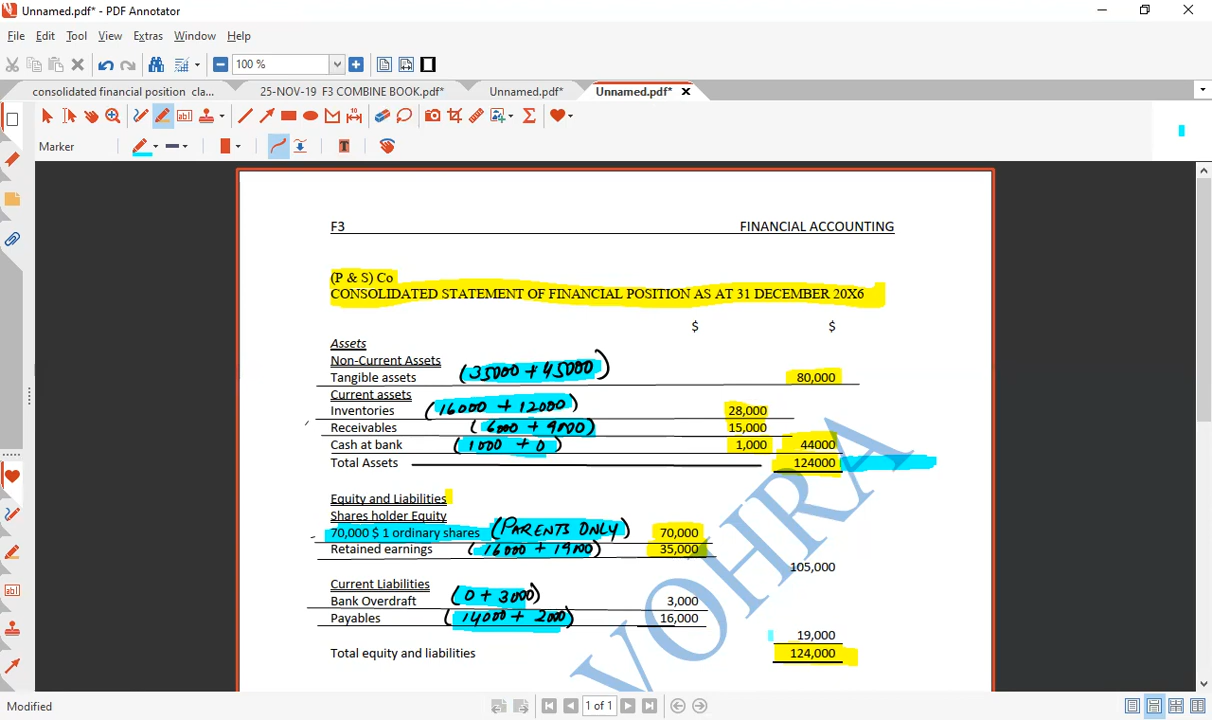 Unnamed.pdf* - PDF Annotator
File Edit Tool View Extras Window Help
100 %
consolidated financial position cla... 25-NOV-19 F3 COMBINE BOOK.pdf* Unnamed.pdf* Unnamed.pdf*
Marker
F3 FINANCIAL ACCOUNTING
(P & S) Co
CONSOLIDATED STATEMENT OF FINANCIAL POSITION AS AT 31 DECEMBER 20X6
$ $
Assets
Non-Current Assets
Tangible assets (35000 + 45000) 80,000
Current assets
Inventories (16000 + 12000) 28,000
Receivables (6000 + 9000) 15,000
Cash at bank (1000 + 0) 1,000 44000
Total Assets 124000
Equity and Liabilities
Shares holder Equity
70,000 $ 1 ordinary shares (PARENTS ONLY) 70,000
Retained earnings (16000 + 19000) 35,000
105,000
Current Liabilities
Bank Overdraft (0 + 3000) 3,000
Payables (14000 + 2000) 16,000
19,000
Total equity and liabilities 124,000
VOHRA
1 of 1
Modified